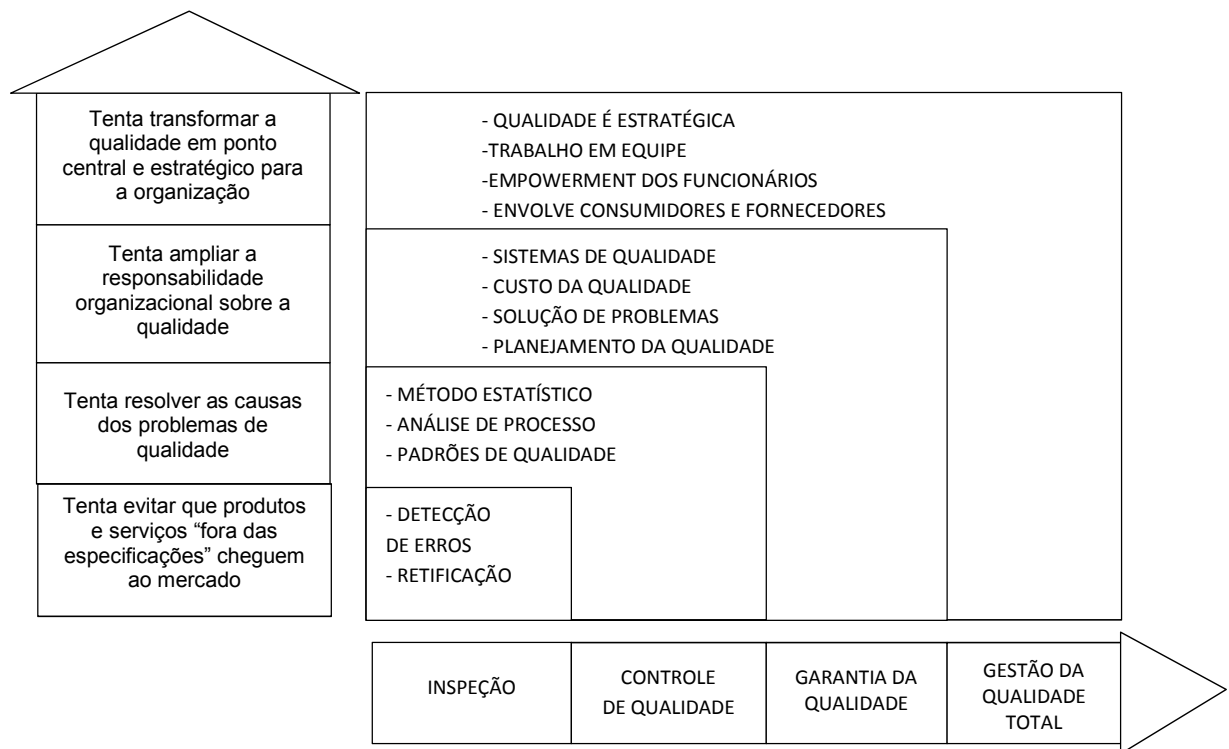 Tenta transformar a
qualidade em ponto
central e estratégico para
a organização
- QUALIDADE É ESTRATÉGICA
-TRABALHO EM EQUIPE
-EMPOWERMENT DOS FUNCIONÁRIOS
- ENVOLVE CONSUMIDORES E FORNECEDORES
Tenta ampliar a
responsabilidade
organizacional sobre a
qualidade
- SISTEMAS DE QUALIDADE
- CUSTO DA QUALIDADE
- SOLUÇÃO DE PROBLEMAS
- PLANEJAMENTO DA QUALIDADE
Tenta resolver as causas
dos problemas de
qualidade
- MÉTODO ESTATÍSTICO
- ANÁLISE DE PROCESSO
- PADRÕES DE QUALIDADE
Tenta evitar que produtos
e serviços “fora das
especificações” cheguem
ao mercado
- DETECÇÃO
DE ERROS
- RETIFICAÇÃO
INSPEÇÃO
CONTROLE
DE QUALIDADE
GARANTIA DA
QUALIDADE
GESTÃO DA
QUALIDADE
TOTAL